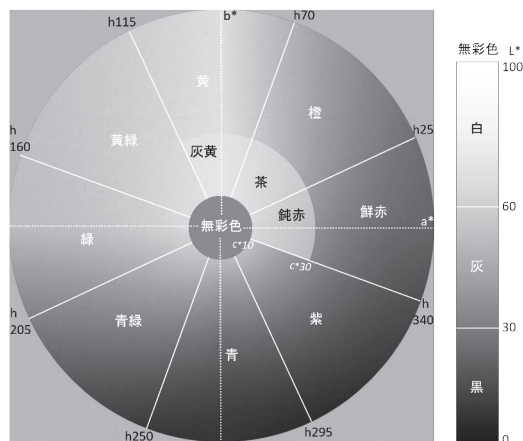 h115
b*
h70
無彩色 L*
100
黄
橙
白
h25
h
160
黄緑
灰黄
茶
60
鈍赤
鮮赤
a*
無彩色
緑
c*10
c*30
灰
h
340
h
205
青緑
紫
30
青
黒
h250
h295
0